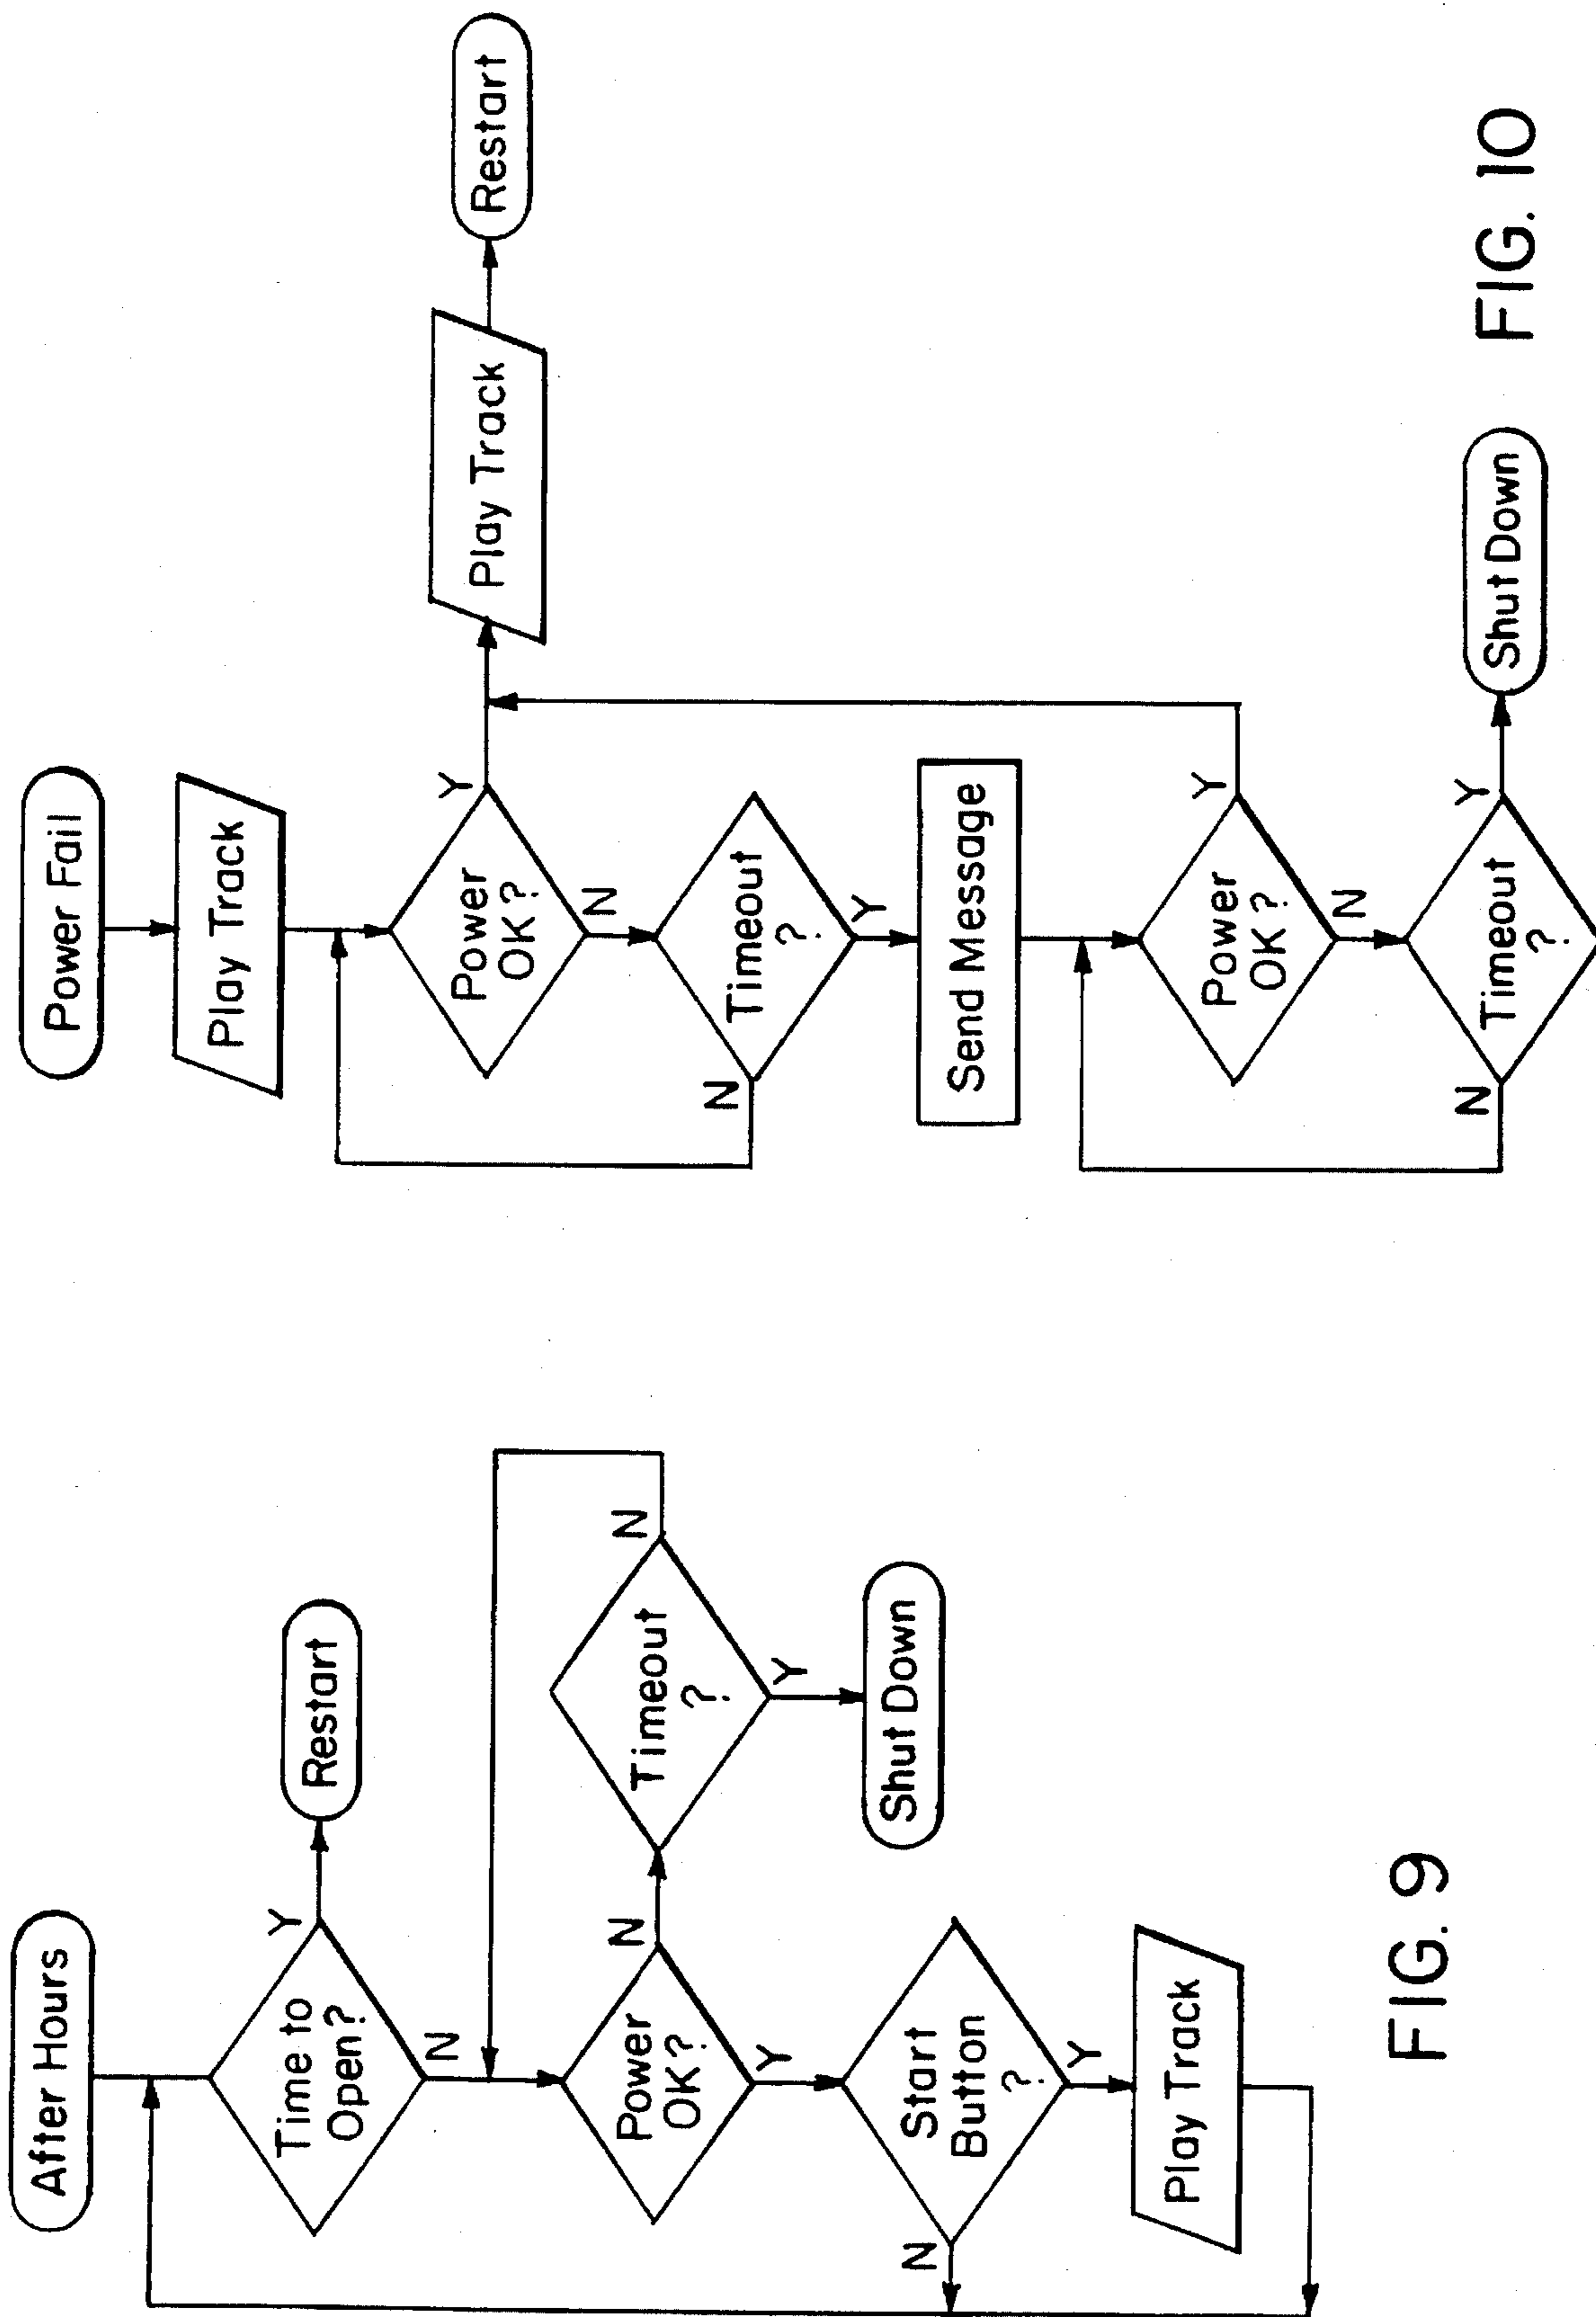 After Hours
Time to
Open?
Y
Restart
N
Power
OK?
N
Timeout
?
N
Y
Shut Down
Y
Start
Button
?
N
Y
Play Track
FIG. 9
Power Fail
Play Track
Power
OK?
Y
Play Track
Restart
N
Timeout
?
N
Y
Send Message
Power
OK?
Y
N
Timeout
?
N
Y
Shut Down
FIG. 10